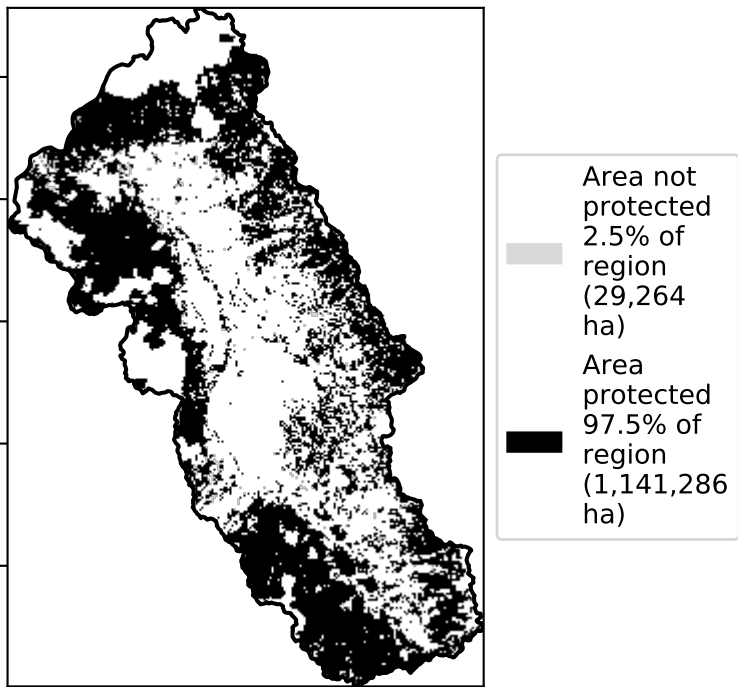 Area not
protected
2.5% of
region
(29,264
ha)
Area
protected
97.5% of
region
(1,141,286
ha)